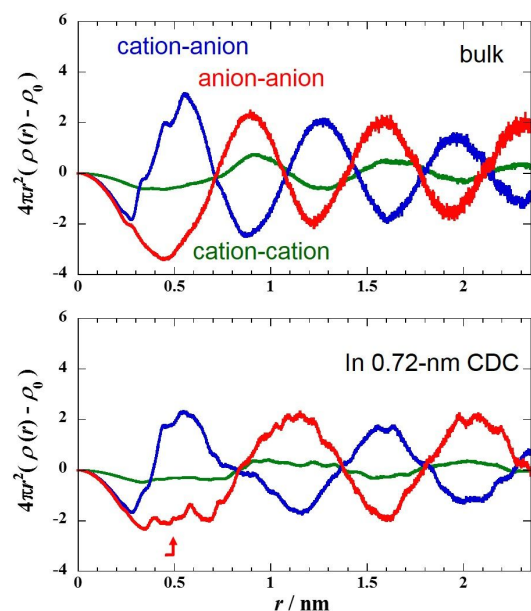 6
cation-anion
bulk
4
anion-anion
2
0
-2
cation-cation
-4
0 0.5 1 1.5 2
4πr²( ρ(r) - ρ₀)
6
In 0.72-nm CDC
4
2
0
-2
-4
0 0.5 1 1.5 2
4πr²( ρ(r) - ρ₀)
r / nm